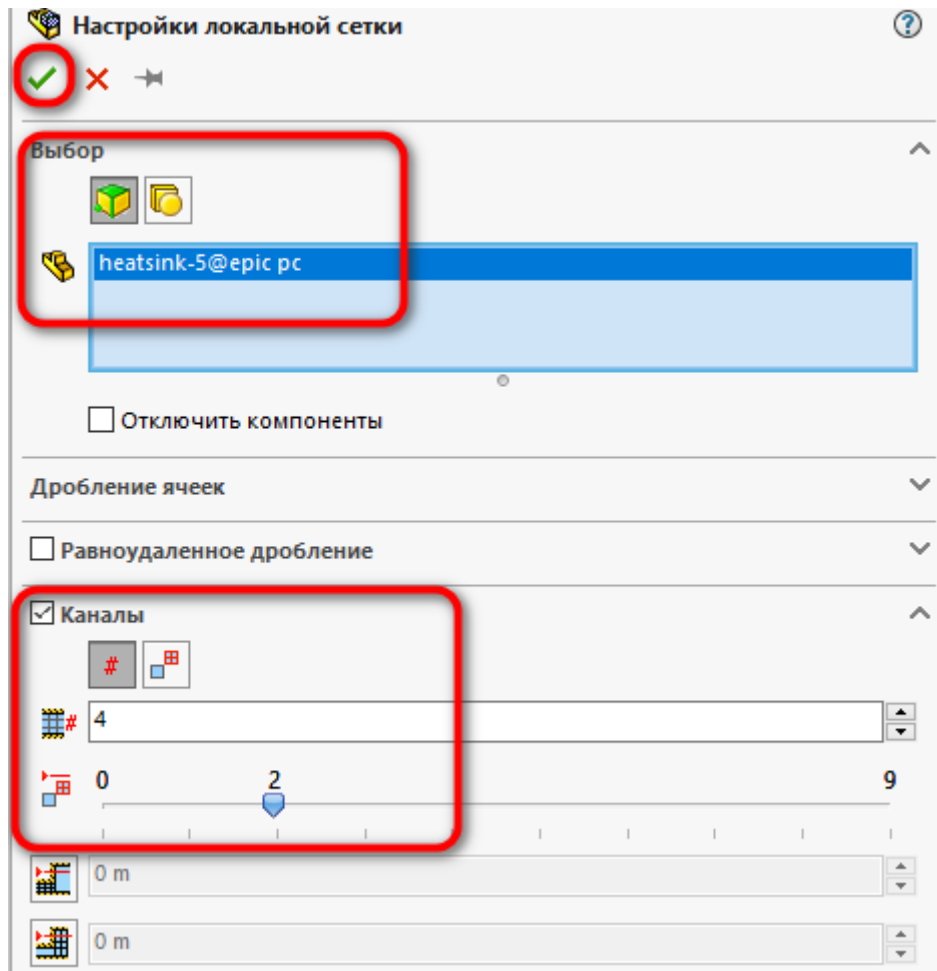 Настройки локальной сетки
Выбор
heatsink-5@epic pc
Отключить компоненты
Дробление ячеек
Равноудаленное дробление
Каналы
#
# 4
0 2 9
0 m
0 m